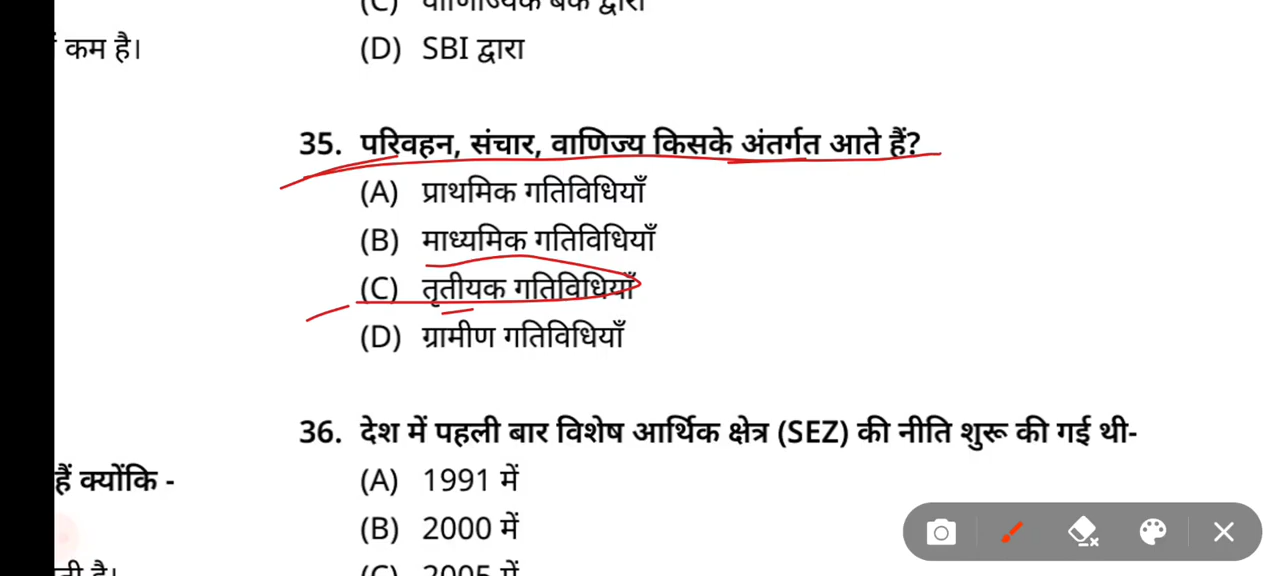 (C) वाणिज्यिक बैंक द्वारा
कम है।
(D) SBI द्वारा
35. परिवहन, संचार, वाणिज्य किसके अंतर्गत आते हैं?
(A) प्राथमिक गतिविधियाँ
(B) माध्यमिक गतिविधियाँ
(C) तृतीयक गतिविधियाँ
(D) ग्रामीण गतिविधियाँ
36. देश में पहली बार विशेष आर्थिक क्षेत्र (SEZ) की नीति शुरू की गई थी-
हैं क्योंकि -
(A) 1991 में
(B) 2000 में
है।
(C) 2005 में